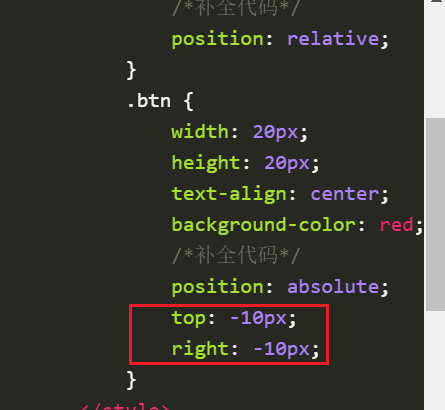 /*补全代码*/
position: relative;
}
.btn {
width: 20px;
height: 20px;
text-align: center;
background-color: red;
/*补全代码*/
position: absolute;
top: -10px;
right: -10px;
}
</style>